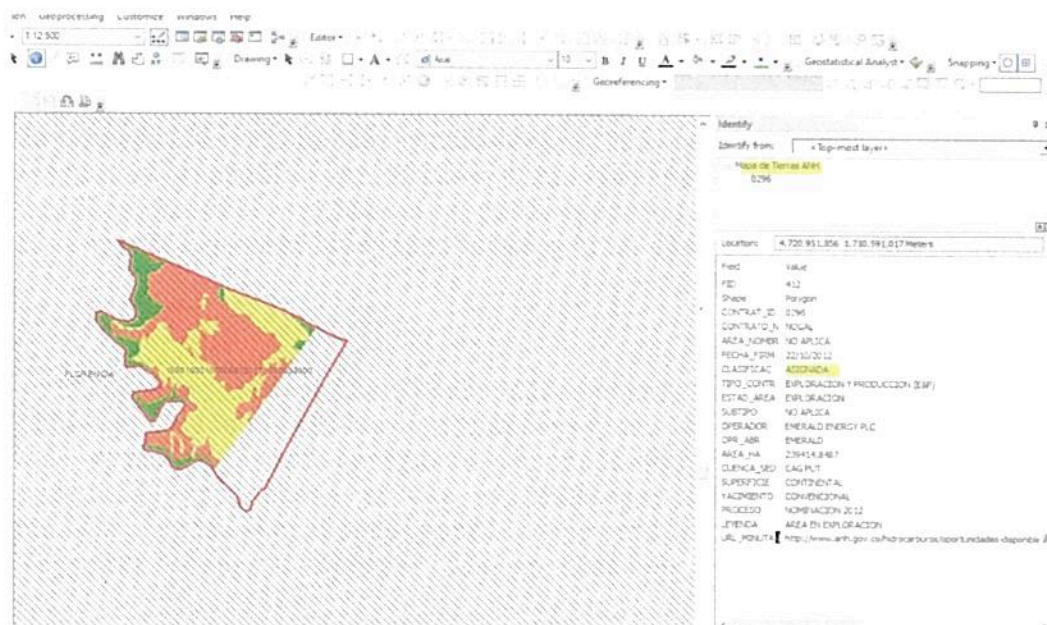 Geoprocessing Customize Windows Help
1:12.500
Editor
Drawing
Arial
10
B I U A
Geostatistical Analyst
Snapping
Georeferencing
Identify
Identify from: <Top-most layer>
Mapa de Tierras ANH
0296
Location: 4.720.951,856 1.730.591,017 Meters
Field Value
FID 412
Shape Polygon
CONTRAT_ID 0296
CONTRATO_N NOGAL
AREA_NOMBR NO APLICA
FECHA_FIRM 22/10/2012
CLASIFICAC ASIGNADA
TIPO_CONTR EXPLORACION Y PRODUCCION (E&P)
ESTAD_AREA EXPLORACION
SUBTIPO NO APLICA
OPERADOR EMERALD ENERGY PLC
OPR_ABR EMERALD
AREA_HA 239414,8487
CUENCA_SED CAG PUT
SUPERFICIE CONTINENTAL
YACIMIENTO CONVENCIONAL
PROCESO NOMINACION 2012
LEYENDA AREA EN EXPLORACION
URL_MINUTA http://www.anh.gov.co/hidrocarburos/oportunidades-disponible
FLORENCIA